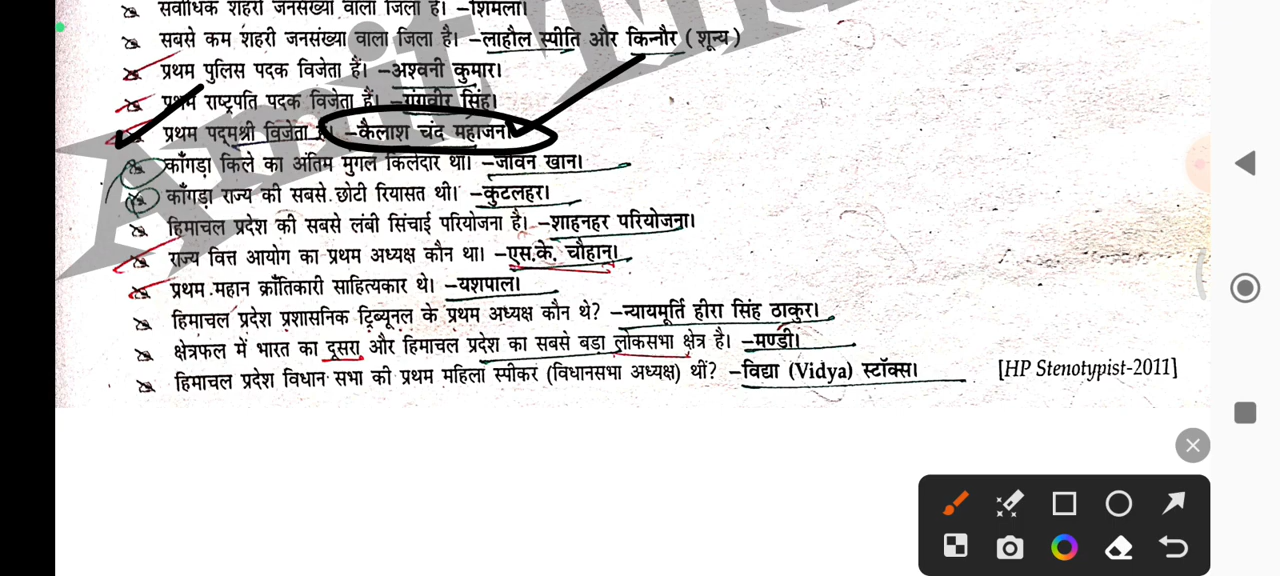 सर्वाधिक शहरी जनसंख्या वाला जिला है। –शिमला।
सबसे कम शहरी जनसंख्या वाला जिला है। –लाहौल स्पीति और किन्नौर (शून्य)
प्रथम पुलिस पदक विजेता हैं। –अश्वनी कुमार।
प्रथम राष्ट्रपति पदक विजेता हैं। सिंह।
प्रथम पद्मश्री विजेता –कैलाश चंद महाजन।
काँगड़ा किले का अंतिम मुगल किलेदार था। –जीवन खान।
काँगड़ा राज्य की सबसे छोटी रियासत थी। –कुटलहर।
हिमाचल प्रदेश की सबसे लंबी सिंचाई परियोजना है। –शाहनहर परियोजना।
राज्य वित्त आयोग का प्रथम अध्यक्ष कौन था। –एस.के. चौहान।
प्रथम महान क्राँतिकारी साहित्यकार थे। –यशपाल।
हिमाचल प्रदेश प्रशासनिक ट्रिब्यूनल के प्रथम अध्यक्ष कौन थे? –न्यायमूर्ति हीरा सिंह ठाकुर।
क्षेत्रफल में भारत का दूसरा और हिमाचल प्रदेश का सबसे बड़ा लोकसभा क्षेत्र है। –मण्डी।
हिमाचल प्रदेश विधान सभा की प्रथम महिला स्पीकर (विधानसभा अध्यक्ष) थीं? –विद्या (Vidya) स्टॉक्स। [HP Stenotypist-2011]